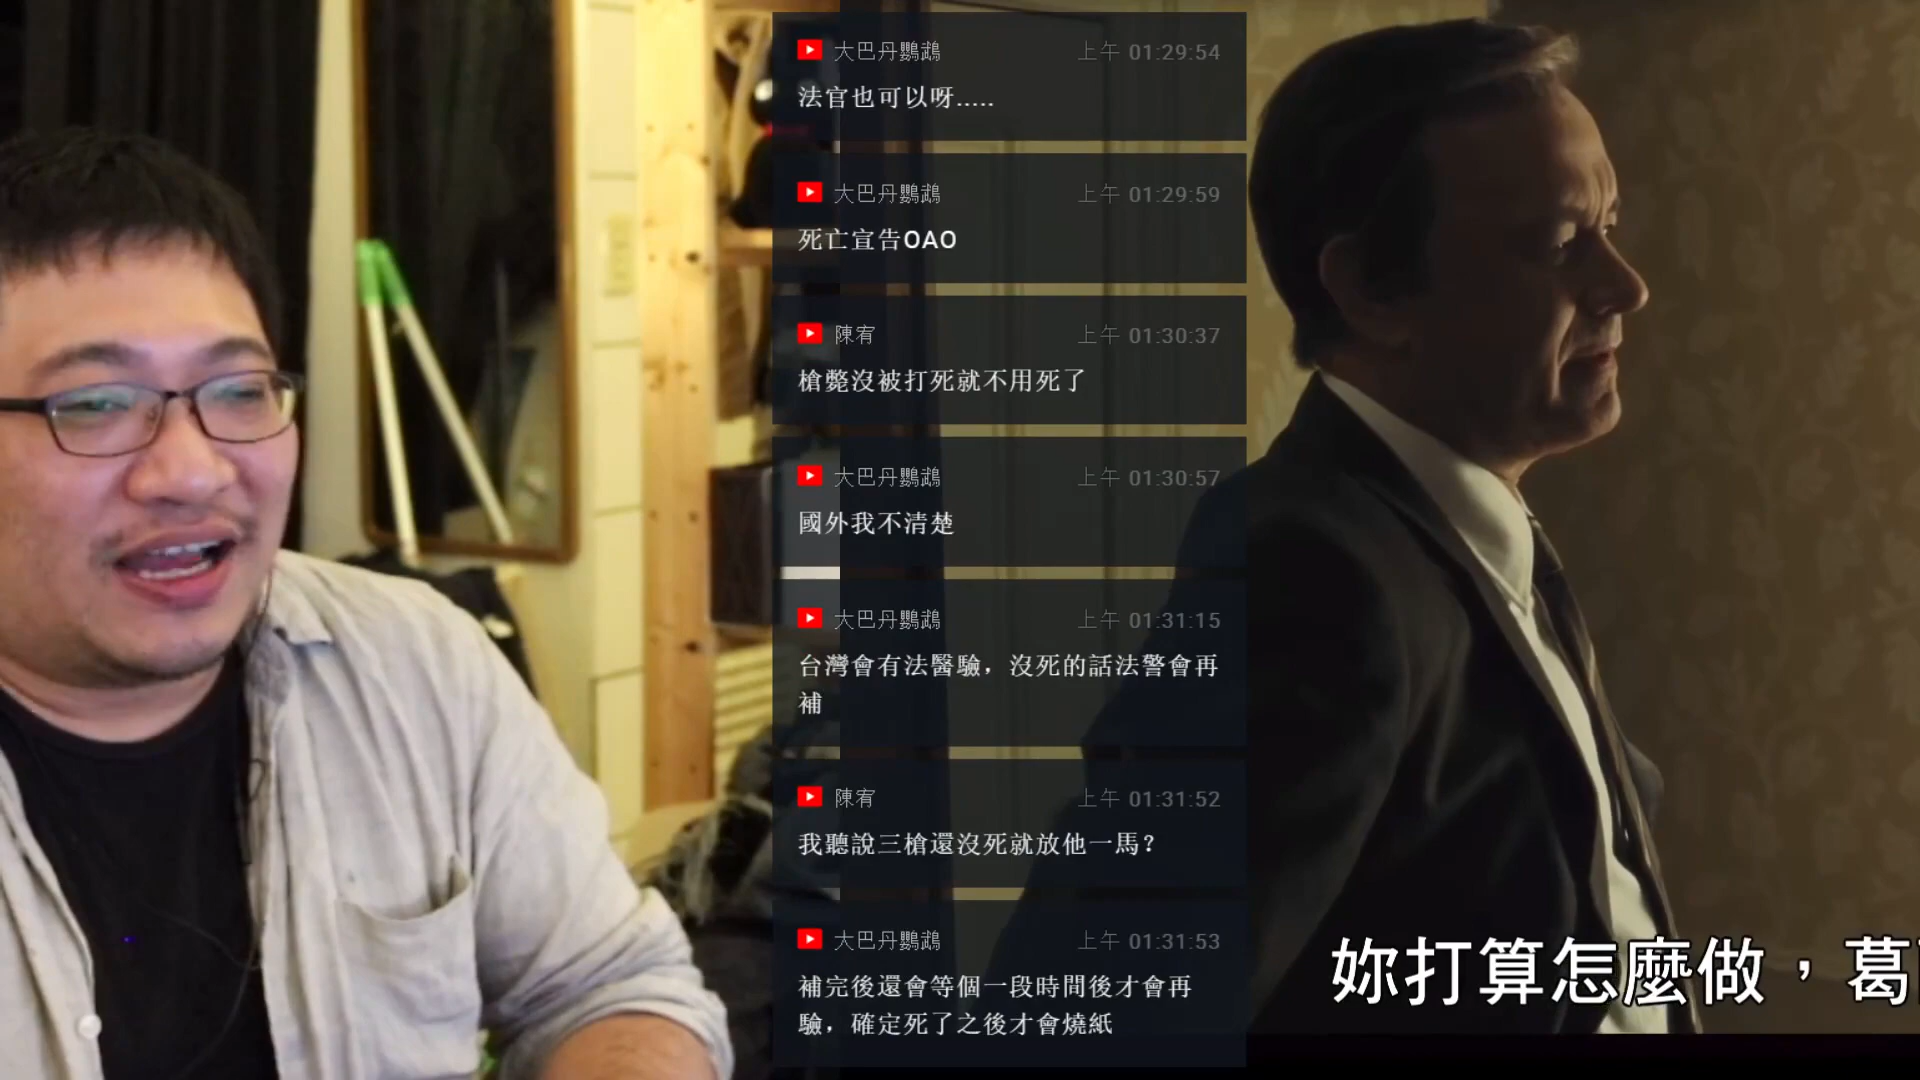 大巴丹鸚鵡 上午 01:29:54
法官也可以呀.....
大巴丹鸚鵡 上午 01:29:59
死亡宣告OAO
陳宥 上午 01:30:37
槍斃沒被打死就不用死了
大巴丹鸚鵡 上午 01:30:57
國外我不清楚
大巴丹鸚鵡 上午 01:31:15
台灣會有法醫驗，沒死的話法警會再
補
陳宥 上午 01:31:52
我聽說三槍還沒死就放他一馬？
大巴丹鸚鵡 上午 01:31:53
補完後還會等個一段時間後才會再
驗，確定死了之後才會燒紙
妳打算怎麼做，葛